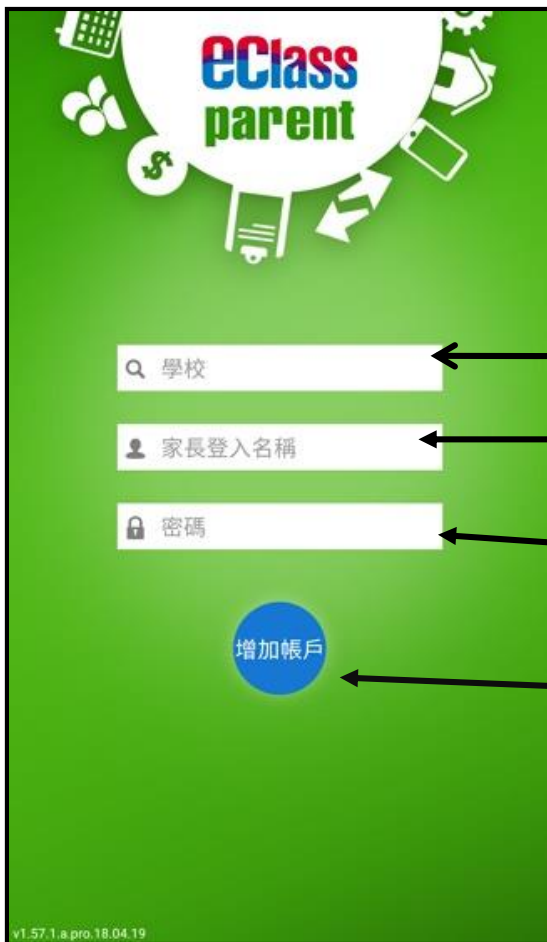 eClass
parent
$
學校
家長登入名稱
密碼
增加帳戶
v1.57.1.a.pro.18.04.19